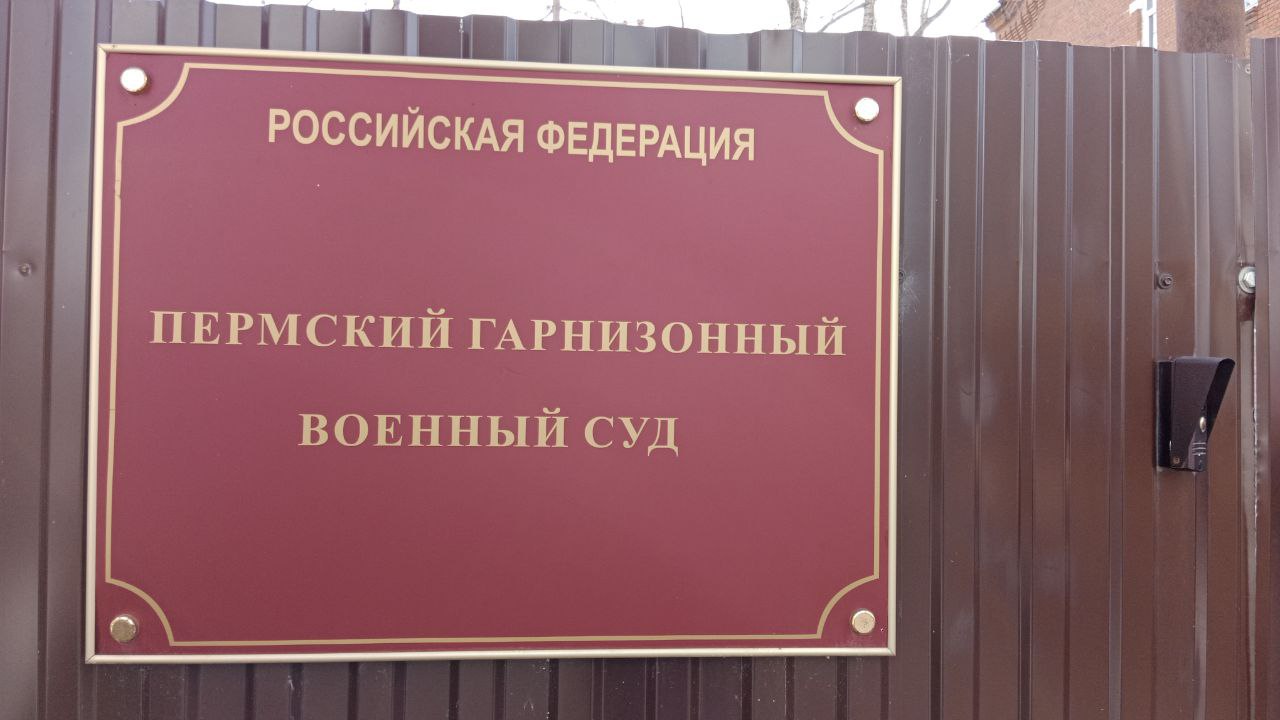 РОССИЙСКАЯ ФЕДЕРАЦИЯ
ПЕРМСКИЙ ГАРНИЗОННЫЙ
ВОЕННЫЙ СУД